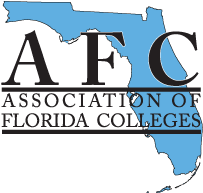 AFC
ASSOCIATION OF
FLORIDA COLLEGES